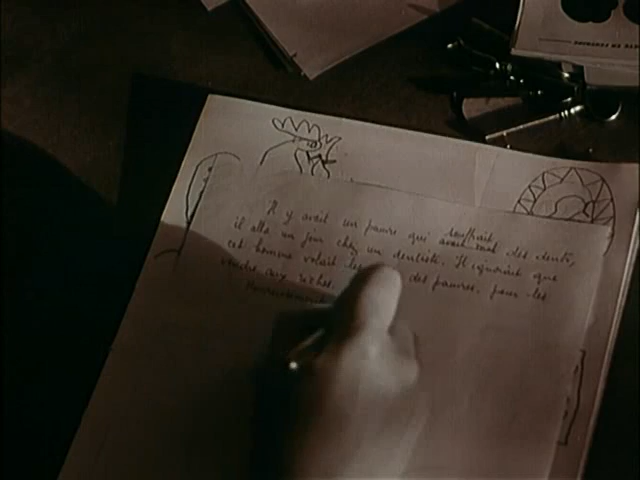 Il y avait un pauvre qui souffrait
avait mal des dents,
il alla un jour chez un dentiste. Il ignorait que
cet homme volait les des pauvres, pour les
vendre aux riches.